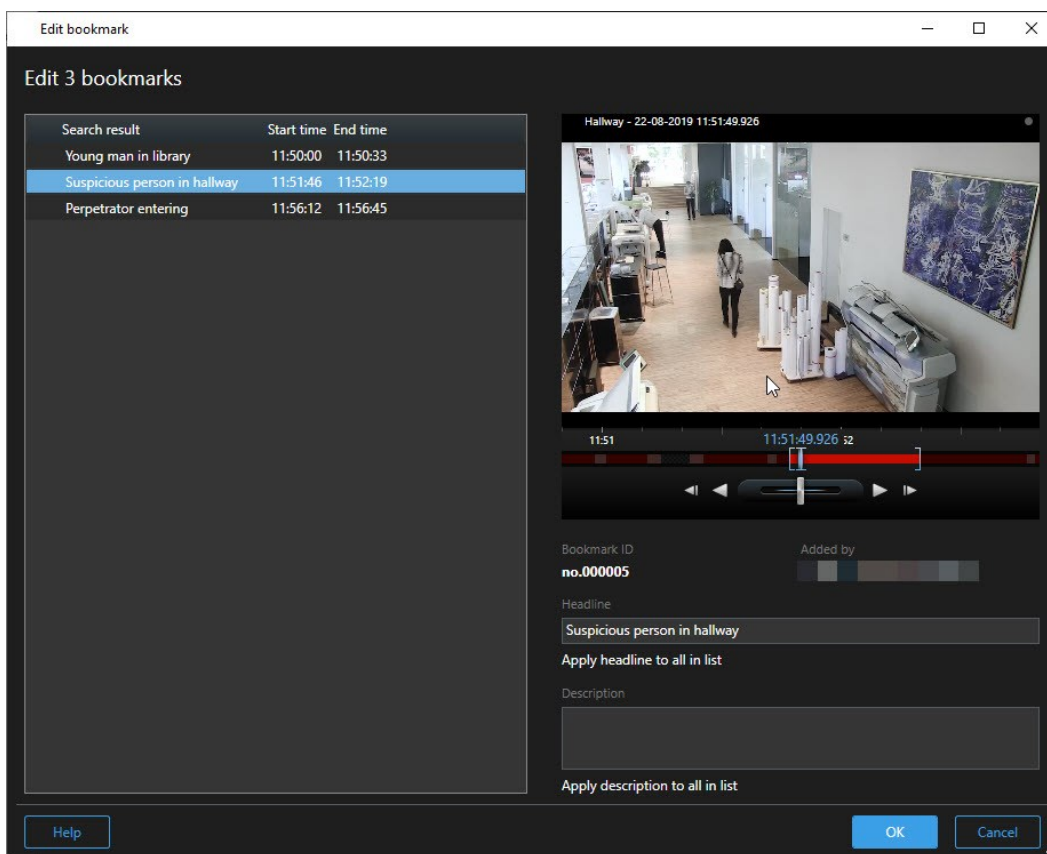 Edit bookmark
Edit 3 bookmarks
Search result Start time End time
Young man in library 11:50:00 11:50:33
Suspicious person in hallway 11:51:46 11:52:19
Perpetrator entering 11:56:12 11:56:45
Hallway - 22-08-2019 11:51:49.926
11:51 11:51:49.926 52
Bookmark ID Added by
no.000005
Headline
Suspicious person in hallway
Apply headline to all in list
Description
Apply description to all in list
Help OK Cancel